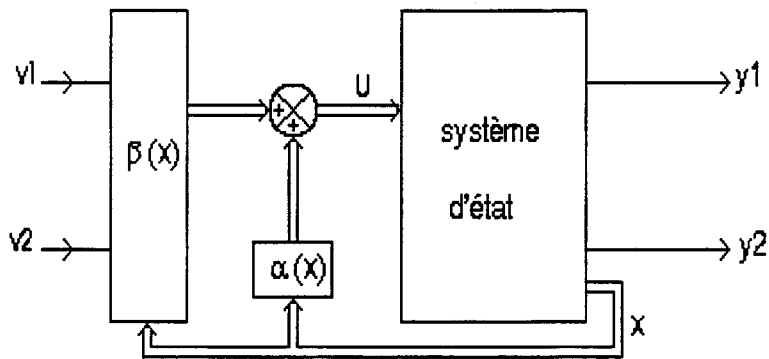 v1
β(x)
v2
+
+
α(x)
U
système
d'état
y1
y2
x